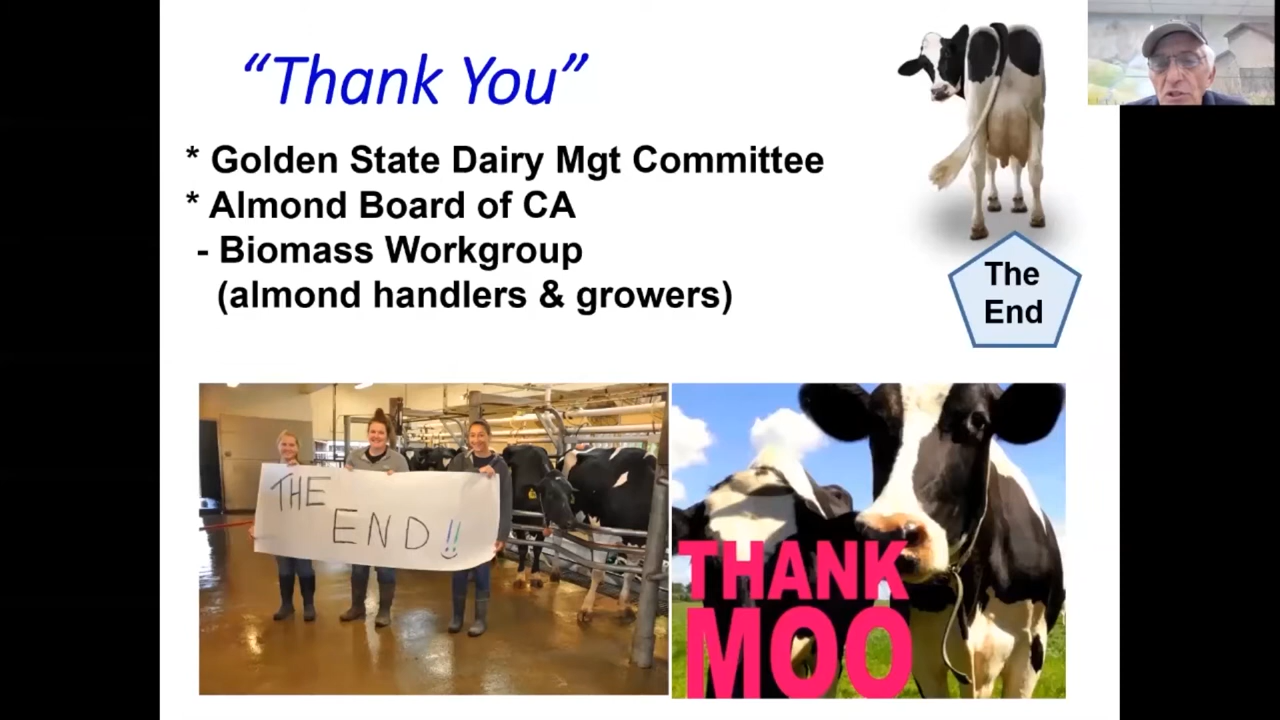 “Thank You”
* Golden State Dairy Mgt Committee
* Almond Board of CA
- Biomass Workgroup
(almond handlers & growers)
The
End
THE
END!!
THANK
MOO